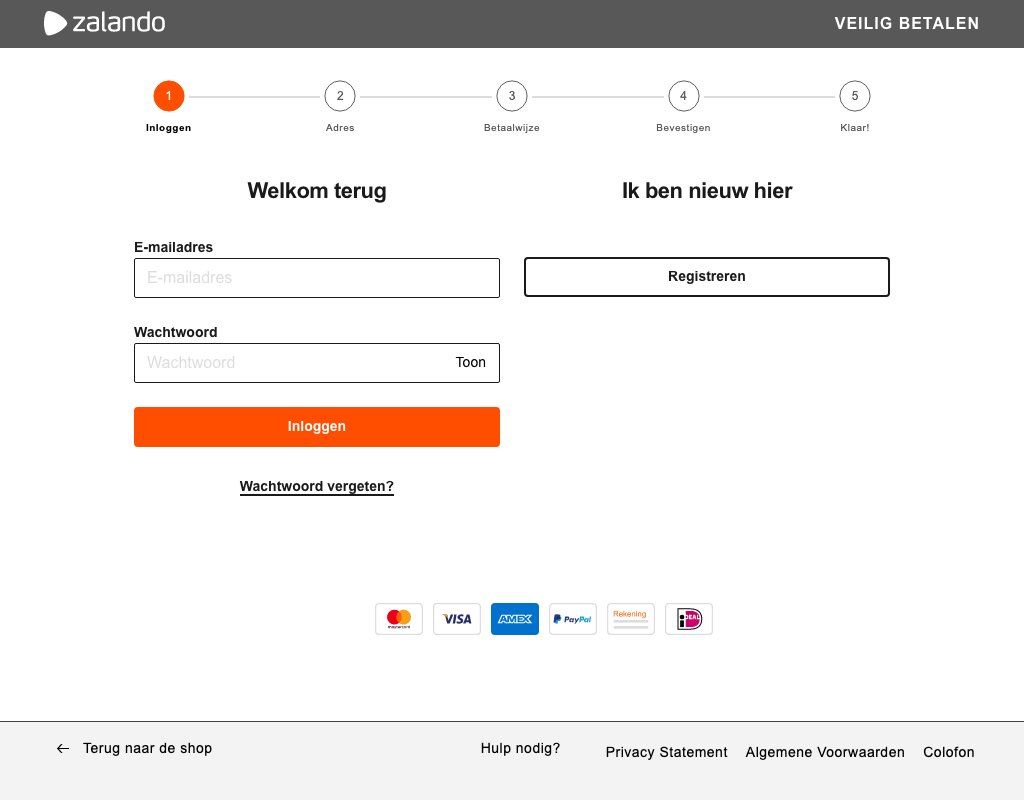 zalando
VEILIG BETALEN
1 2 3 4 5
Inloggen Adres Betaalwijze Bevestigen Klaar!
Welkom terug
E-mailadres
E-mailadres
Wachtwoord
Wachtwoord Toon
Inloggen
Wachtwoord vergeten?
Ik ben nieuw hier
Registreren
mastercard VISA AMEX PayPal Rekening iDEAL
← Terug naar de shop
Hulp nodig?
Privacy Statement Algemene Voorwaarden Colofon